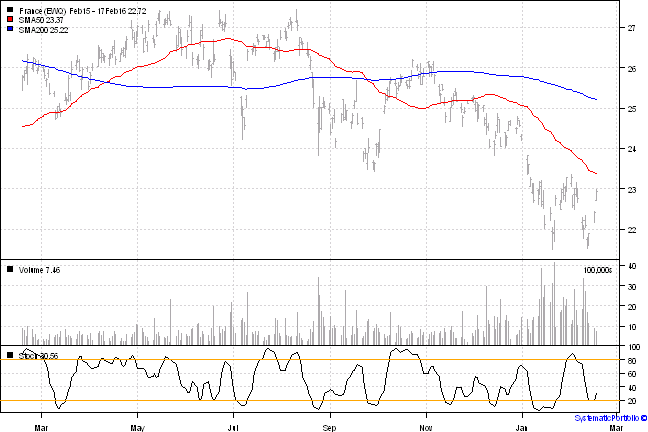 France (EWQ) Feb15 - 17Feb16 22.72
SMA50 23.37
SMA200 25.22
27
26
25
24
23
22
Volume 7.46
100,000s
40
30
20
10
Stoch 30.56
100
80
60
40
20
Mar
May
Jul
Sep
Nov
Jan
Mar
SystematicPortfolio ©